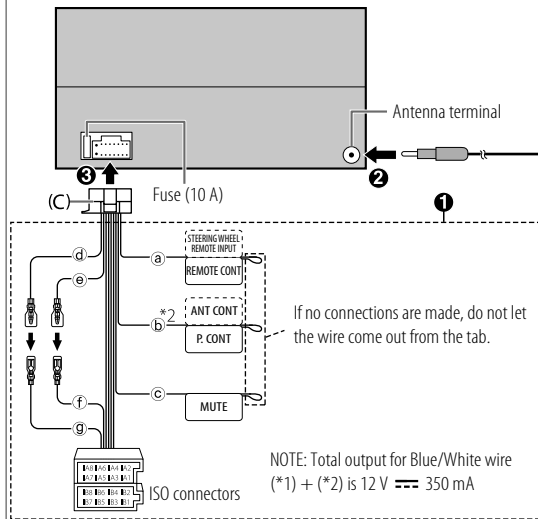 Antenna terminal
❸
❷
Fuse (10 A)
(C)
❶
STEERING WHEEL
REMOTE INPUT
ⓓ
ⓐ
ⓔ
REMOTE CONT
*2
ANT CONT
ⓑ
P. CONT
If no connections are made, do not let
the wire come out from the tab.
ⓒ
MUTE
ⓕ
ⓖ
A8 A6 A4 A2
A7 A5 A3 A1
B8 B6 B4 B2
B7 B5 B3 B1
ISO connectors
NOTE: Total output for Blue/White wire
(*1) + (*2) is 12 V ⎓ 350 mA